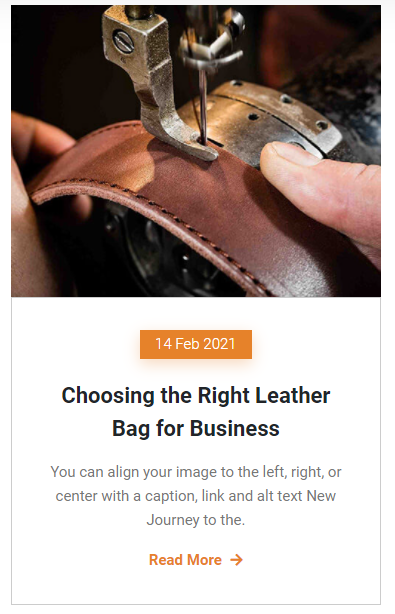 14 Feb 2021
Choosing the Right Leather
Bag for Business
You can align your image to the left, right, or
center with a caption, link and alt text New
Journey to the.
Read More →